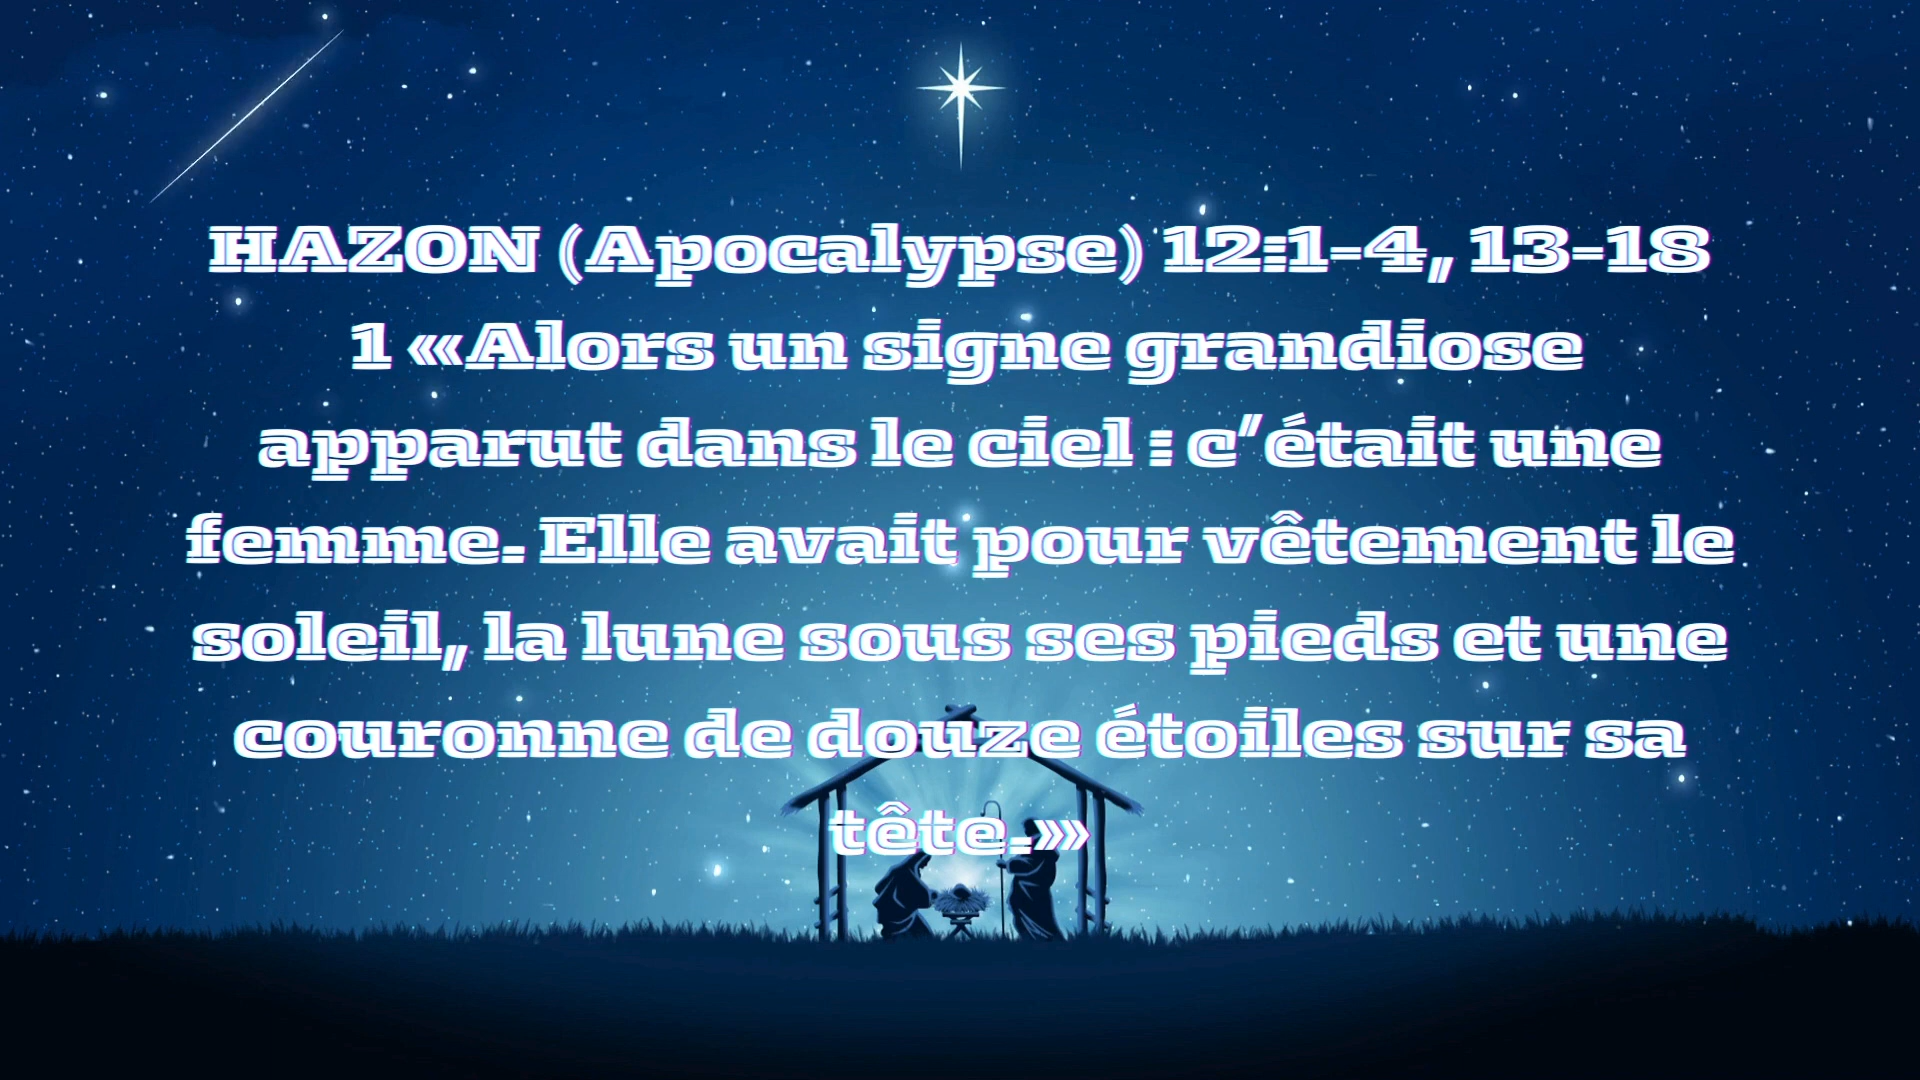 HAZON (Apocalypse) 12:1-4, 13-18
1 «Alors un signe grandiose
apparut dans le ciel : c’était une
femme. Elle avait pour vêtement le
soleil, la lune sous ses pieds et une
couronne de douze étoiles sur sa
tête.»